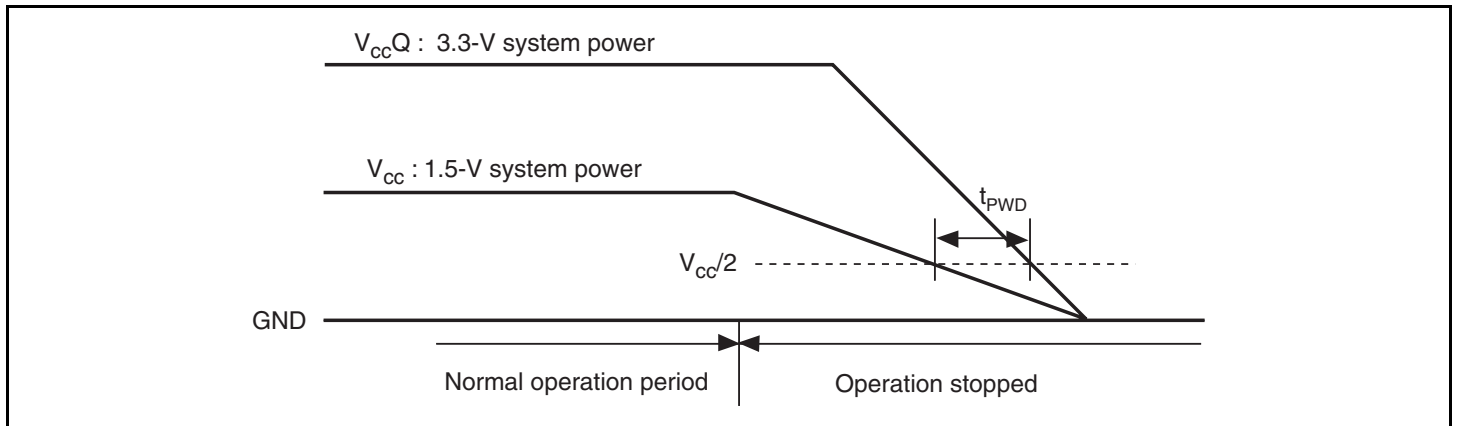 VccQ : 3.3-V system power
Vcc : 1.5-V system power
tPWD
Vcc/2
GND
Normal operation period
Operation stopped